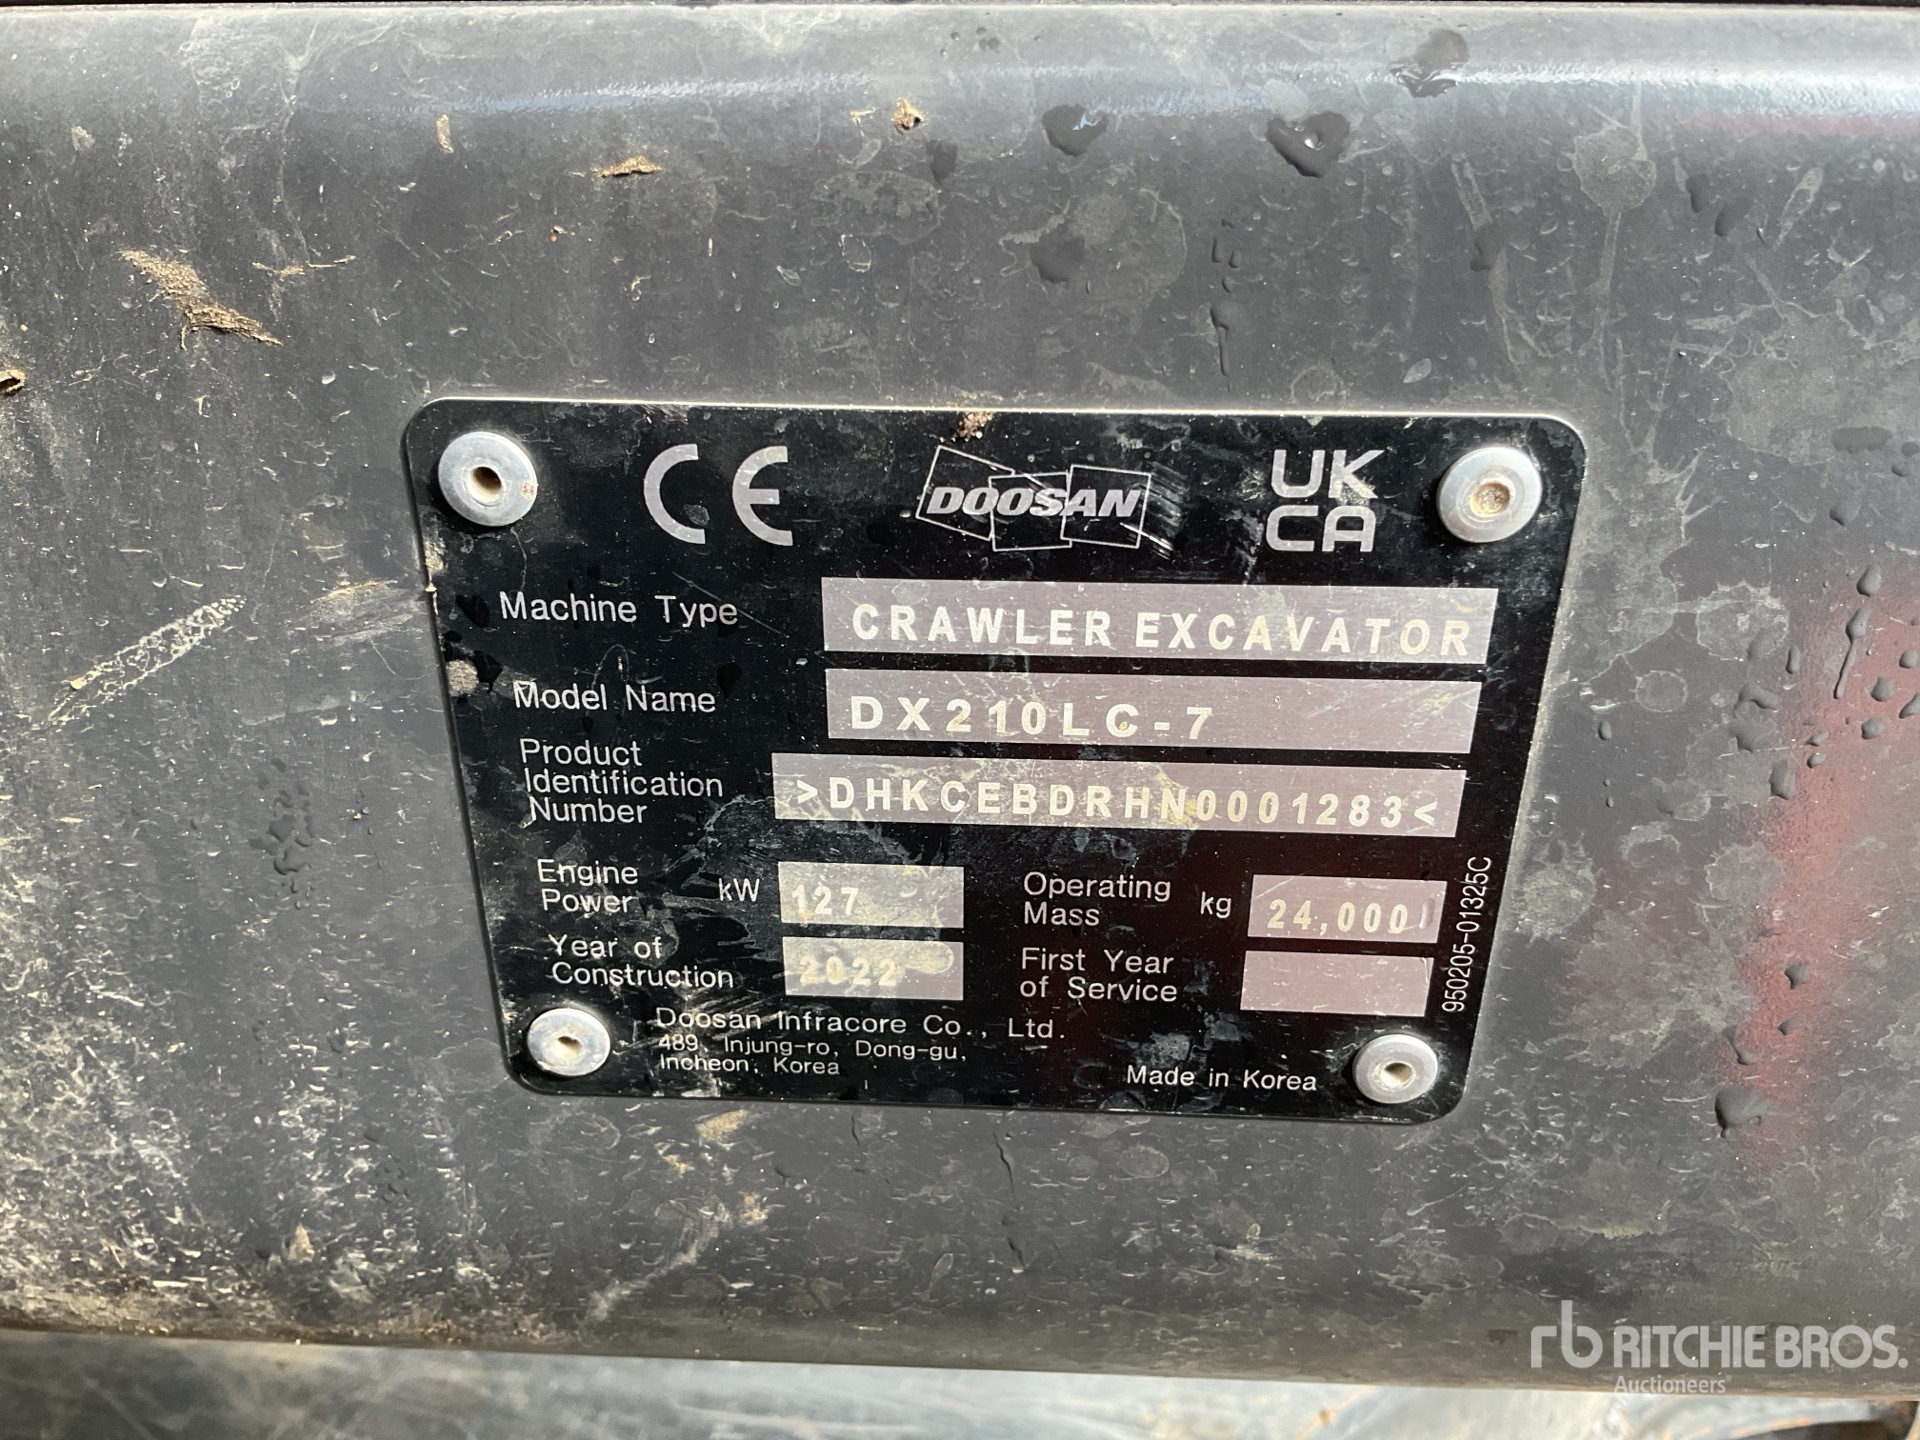 CE
DOOSAN
UK
CA
Machine Type
CRAWLER EXCAVATOR
Model Name
DX210LC-7
Product
Identification
Number
>DHKCEBDRHN0001283<
Engine
Power
kW
127
Operating
Mass
kg
24,000
Year of
Construction
2022
First Year
of Service
950205-01325C
Doosan Infracore Co., Ltd.
489, Injung-ro, Dong-gu,
Incheon, Korea
Made in Korea
rb RITCHIE BROS.
Auctioneers